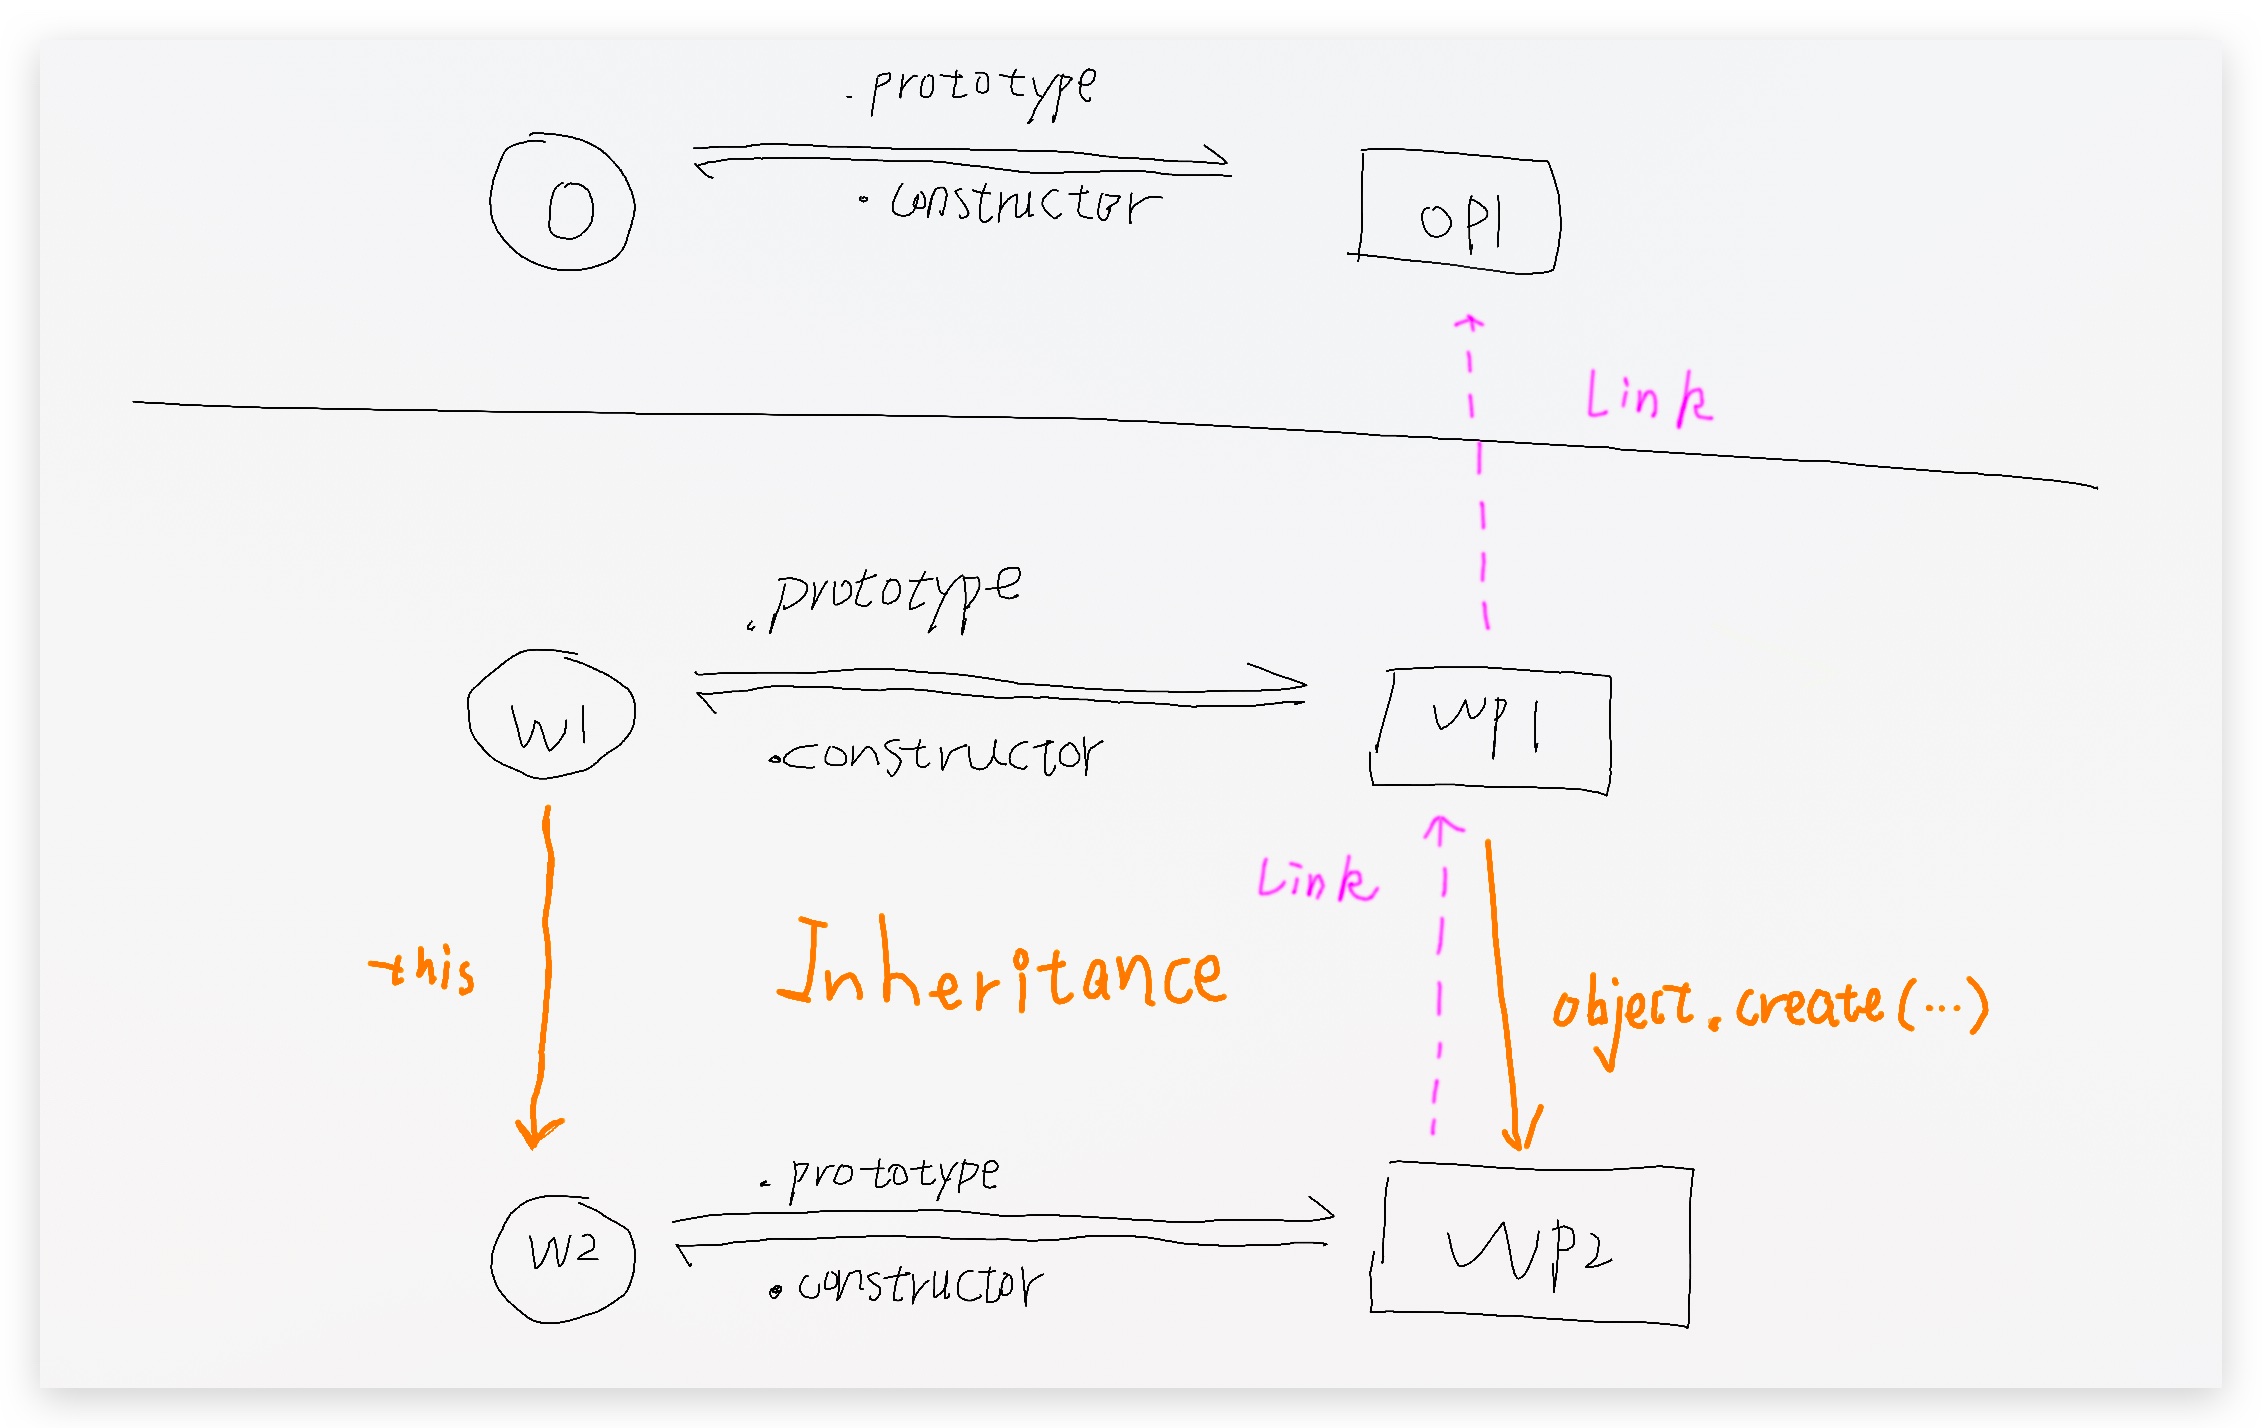 .prototype
O
.constructor
OP1
Link
.prototype
W1
WP1
.constructor
Link
this
Inheritance
object.create(...)
.prototype
W2
WP2
.constructor